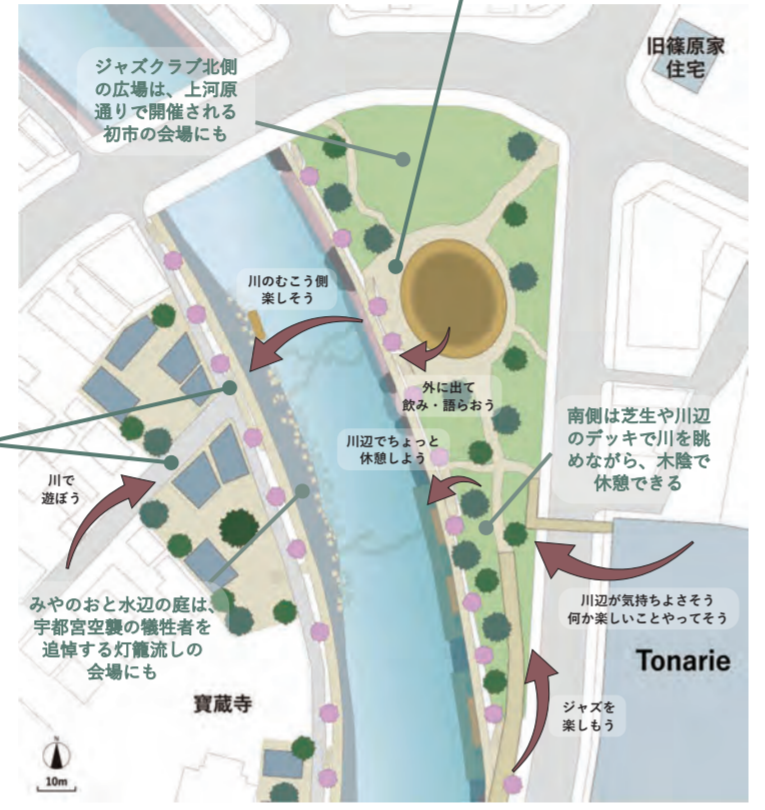 旧篠原家
住宅
ジャズクラブ北側
の広場は、上河原
通りで開催される
初市の会場にも
川のむこう側
楽しそう
外に出て
飲み・語らおう
川辺でちょっと
休憩しよう
南側は芝生や川辺
のデッキで川を眺
めながら、木陰で
休憩できる
川で
遊ぼう
みやのおと水辺の庭は、
宇都宮空襲の犠牲者を
追悼する灯籠流しの
会場にも
川辺が気持ちよさそう
何か楽しいことやってそう
Tonarie
寶蔵寺
ジャズを
楽しもう
N
10m